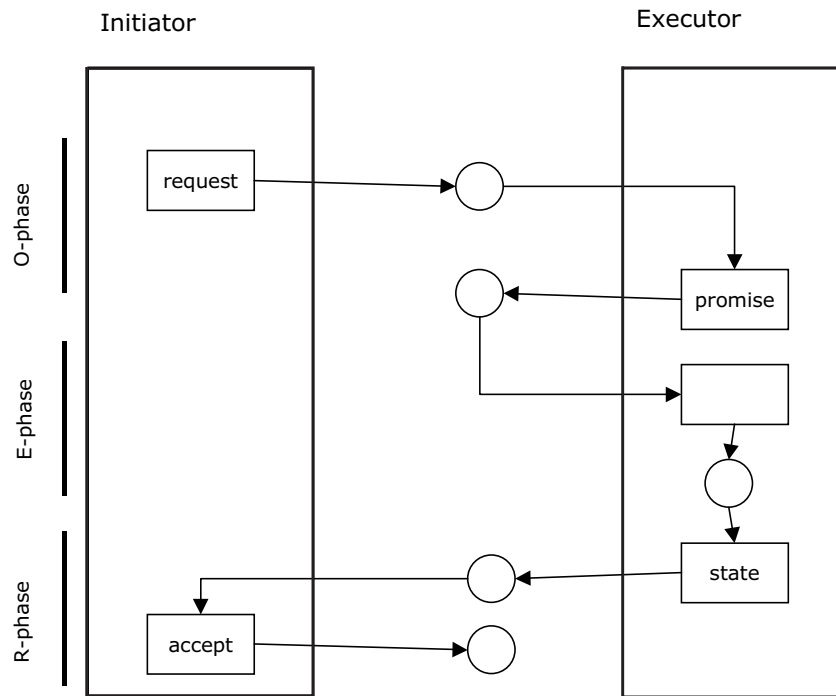 Initiator
Executor
O-phase
request
promise
E-phase
R-phase
state
accept